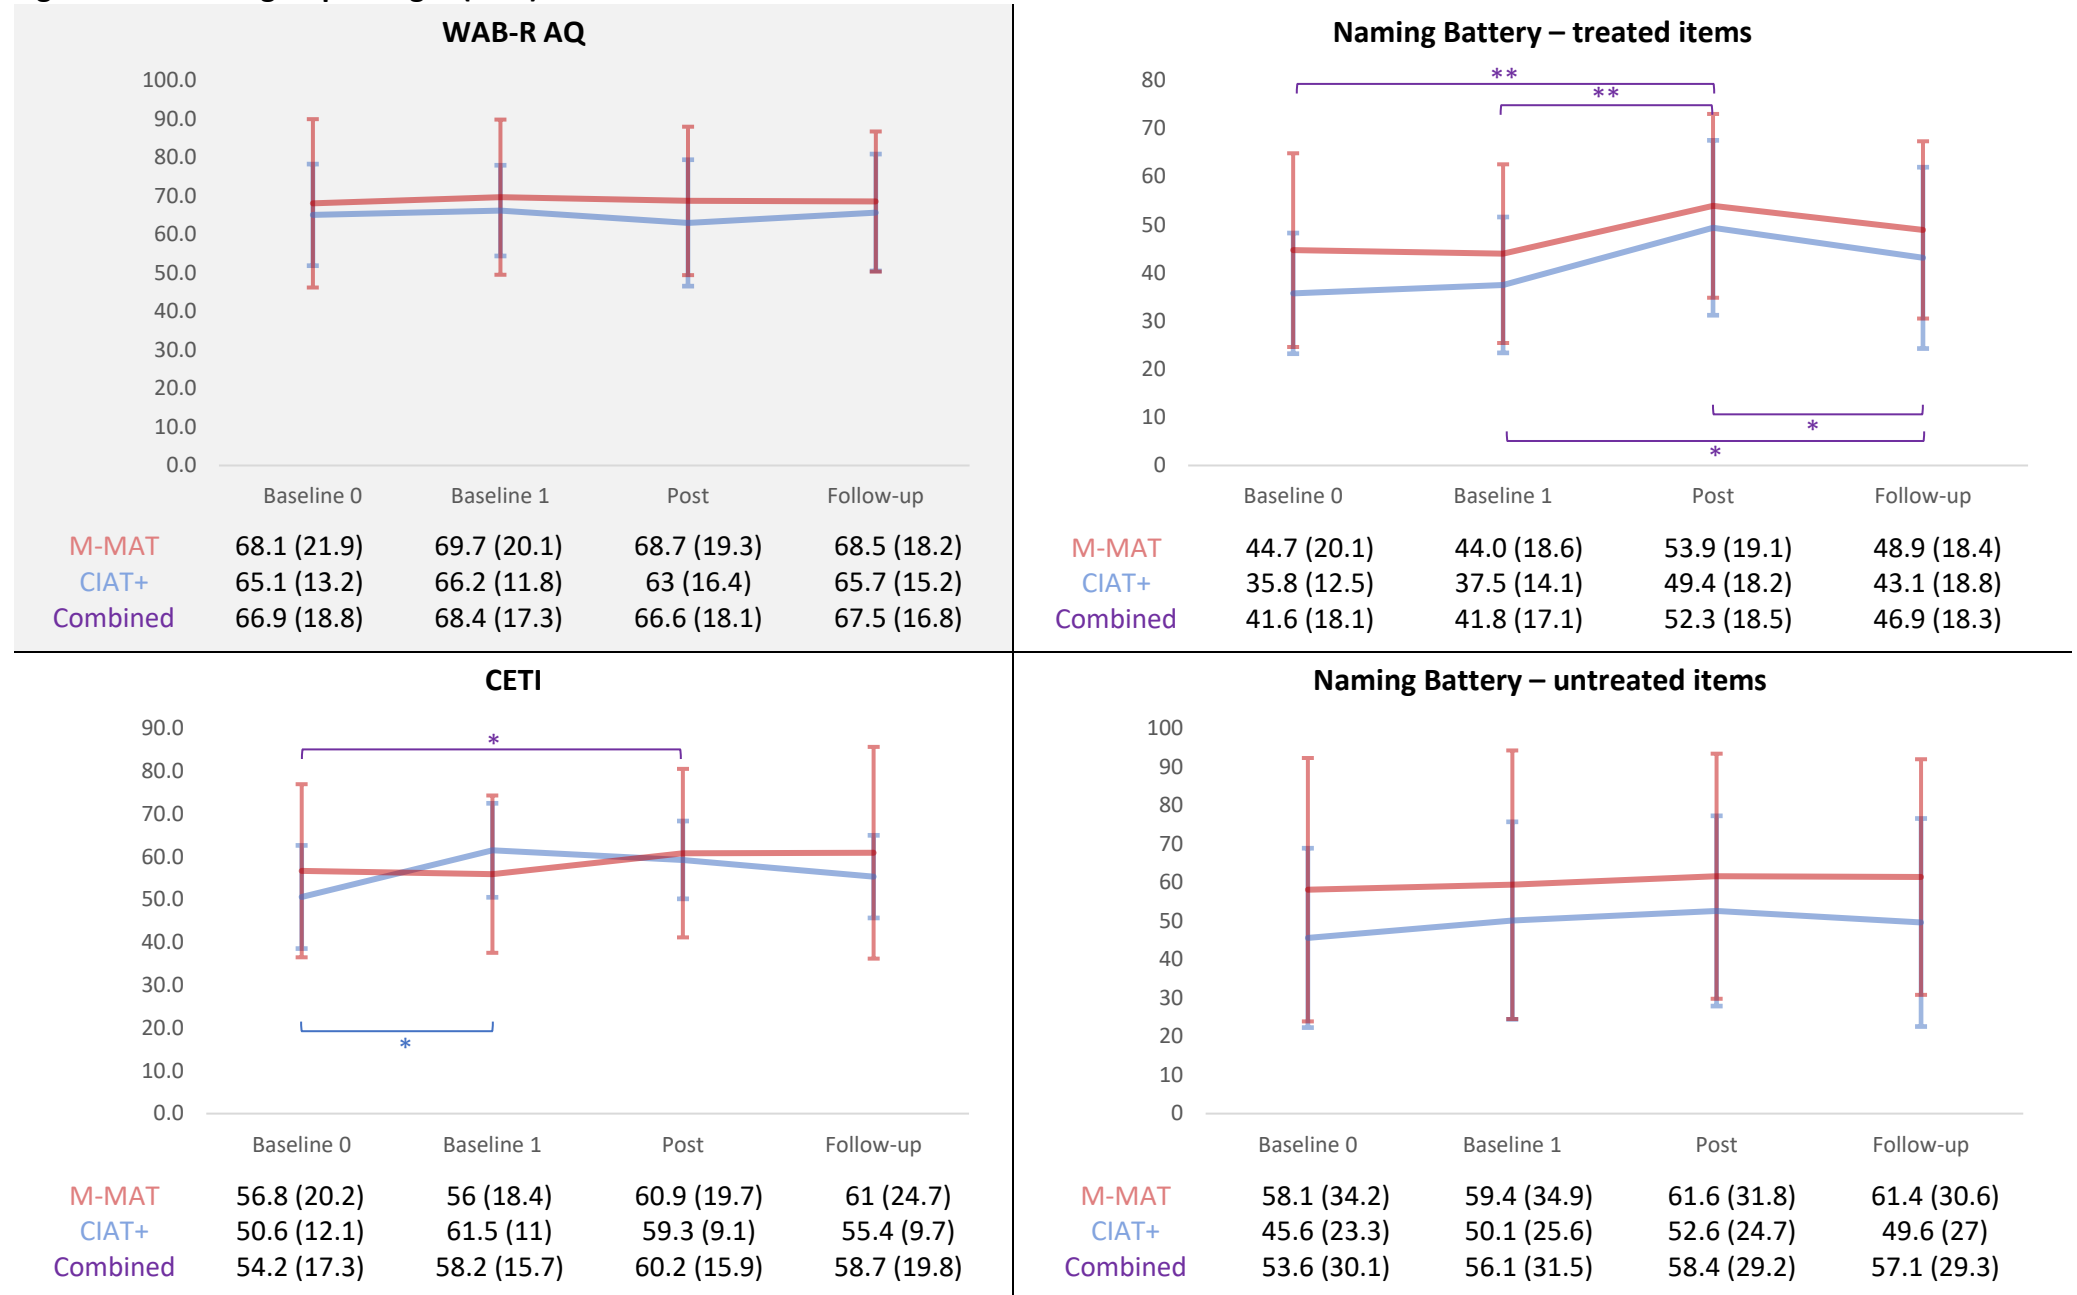 WAB-R AQ
100.0
90.0
80.0
70.0
60.0
50.0
40.0
30.0
20.0
10.0
0.0
Baseline 0 Baseline 1 Post Follow-up
M-MAT 68.1 (21.9) 69.7 (20.1) 68.7 (19.3) 68.5 (18.2)
CIAT+ 65.1 (13.2) 66.2 (11.8) 63 (16.4) 65.7 (15.2)
Combined 66.9 (18.8) 68.4 (17.3) 66.6 (18.1) 67.5 (16.8)
Naming Battery – treated items
**
**
80
70
60
50
40
30
20
10
0
*
*
Baseline 0 Baseline 1 Post Follow-up
M-MAT 44.7 (20.1) 44.0 (18.6) 53.9 (19.1) 48.9 (18.4)
CIAT+ 35.8 (12.5) 37.5 (14.1) 49.4 (18.2) 43.1 (18.8)
Combined 41.6 (18.1) 41.8 (17.1) 52.3 (18.5) 46.9 (18.3)
CETI
*
90.0
80.0
70.0
60.0
50.0
40.0
30.0
20.0
10.0
0.0
*
Baseline 0 Baseline 1 Post Follow-up
M-MAT 56.8 (20.2) 56 (18.4) 60.9 (19.7) 61 (24.7)
CIAT+ 50.6 (12.1) 61.5 (11) 59.3 (9.1) 55.4 (9.7)
Combined 54.2 (17.3) 58.2 (15.7) 60.2 (15.9) 58.7 (19.8)
Naming Battery – untreated items
100
90
80
70
60
50
40
30
20
10
0
Baseline 0 Baseline 1 Post Follow-up
M-MAT 58.1 (34.2) 59.4 (34.9) 61.6 (31.8) 61.4 (30.6)
CIAT+ 45.6 (23.3) 50.1 (25.6) 52.6 (24.7) 49.6 (27)
Combined 53.6 (30.1) 56.1 (31.5) 58.4 (29.2) 57.1 (29.3)